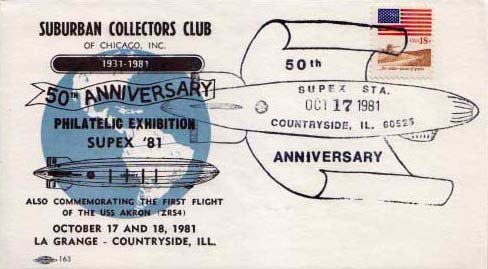 SUBURBAN COLLECTORS CLUB
OF CHICAGO, INC.
1931-1981
50th ANNIVERSARY
PHILATELIC EXHIBITION
SUPEX '81
ALSO COMMEMORATING THE FIRST FLIGHT
OF THE USS AKRON (ZRS4)
OCTOBER 17 AND 18, 1981
LA GRANGE - COUNTRYSIDE, ILL.
163
USA 18c
50th
SUPEX STA.
OCT 17 1981
COUNTRYSIDE, IL. 60525
ANNIVERSARY